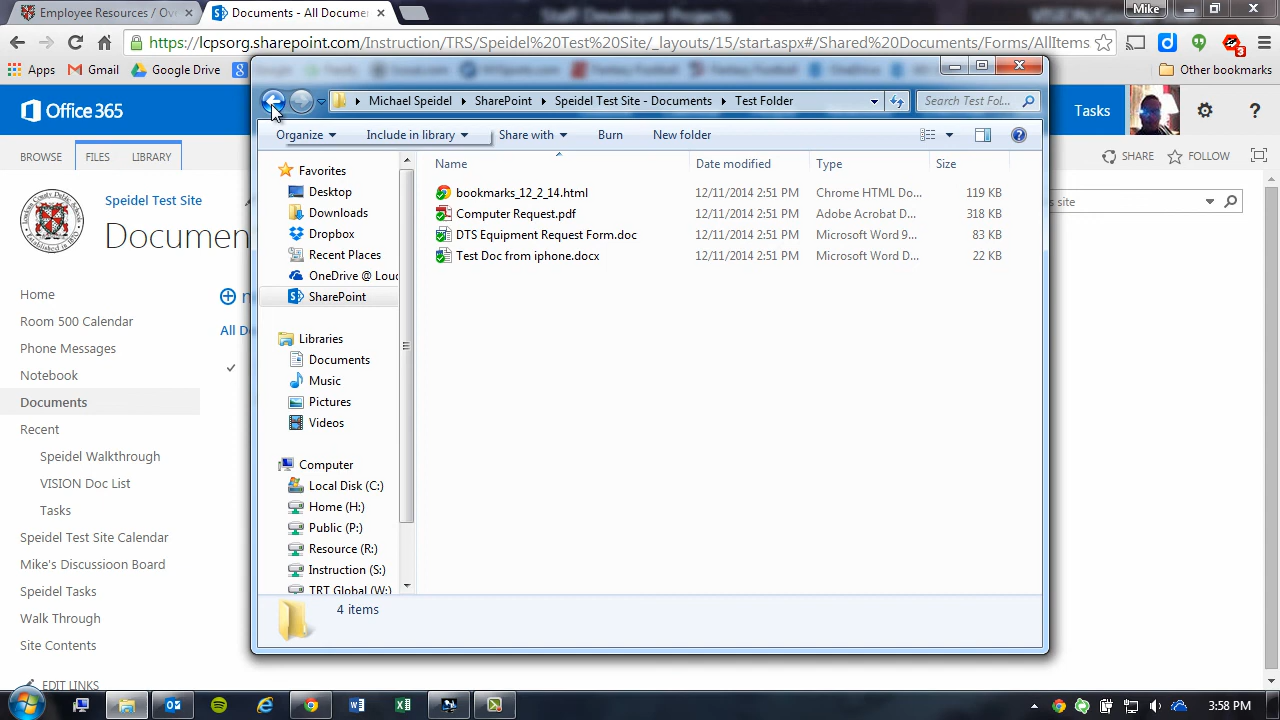 Employee Resources / Ove
Documents - All Documen
Staff Developer Projects
Mike
https://lcpsorg.sharepoint.com/Instruction/TRS/Speidel%20Test%20Site/_layouts/15/start.aspx#/Shared%20Documents/Forms/AllItems
3
Apps
Gmail
Google Drive
Other bookmarks
Office 365
Tasks
?
BROWSE
FILES
LIBRARY
SHARE
FOLLOW
Speidel Test Site
Documen
s site
Home
Room 500 Calendar
Phone Messages
Notebook
Documents
Recent
Speidel Walkthrough
VISION Doc List
Tasks
Speidel Test Site Calendar
Mike's Discussioon Board
Speidel Tasks
Walk Through
Site Contents
EDIT LINKS
n
All Do
Michael Speidel
SharePoint
Speidel Test Site - Documents
Test Folder
Search Test Fol...
Organize
Include in library
Share with
Burn
New folder
Favorites
Desktop
Downloads
Dropbox
Recent Places
OneDrive @ Louc
SharePoint
Libraries
Documents
Music
Pictures
Videos
Computer
Local Disk (C:)
Home (H:)
Public (P:)
Resource (R:)
Instruction (S:)
TRT Global (W:)
Name Date modified Type Size
bookmarks_12_2_14.html 12/11/2014 2:51 PM Chrome HTML Do... 119 KB
Computer Request.pdf 12/11/2014 2:51 PM Adobe Acrobat D... 318 KB
DTS Equipment Request Form.doc 12/11/2014 2:51 PM Microsoft Word 9... 83 KB
Test Doc from iphone.docx 12/11/2014 2:51 PM Microsoft Word D... 22 KB
4 items
3:58 PM